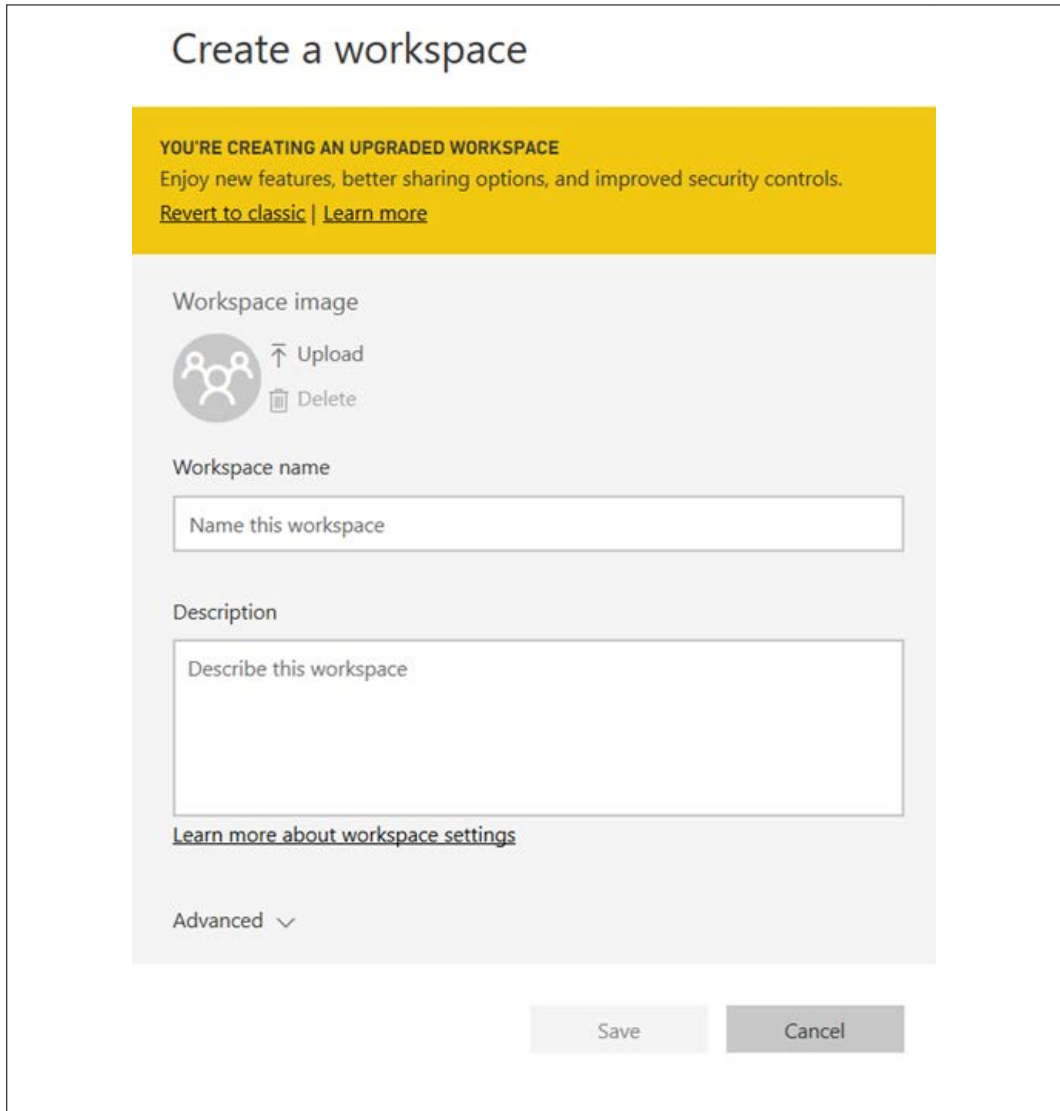 Create a workspace
YOU'RE CREATING AN UPGRADED WORKSPACE
Enjoy new features, better sharing options, and improved security controls.
Revert to classic | Learn more
Workspace image
Upload
Delete
Workspace name
Name this workspace
Description
Describe this workspace
Learn more about workspace settings
Advanced
Save Cancel